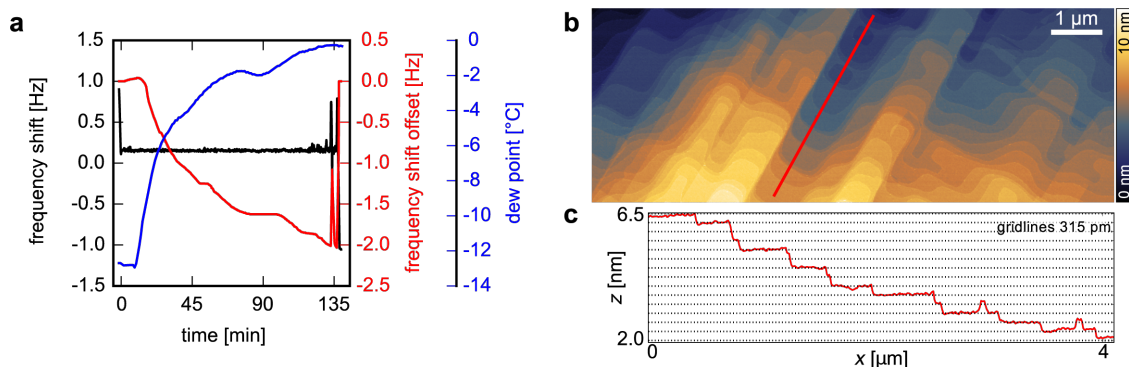 a
1.5
1.0
0.5
0.0
-0.5
-1.0
-1.5
frequency shift [Hz]
0
45
90
135
time [min]
0.5
0.0
-0.5
-1.0
-1.5
-2.0
-2.5
frequency shift offset [Hz]
0
-2
-4
-6
-8
-10
-12
-14
dew point [°C]
b
1 µm
10 nm
0 nm
c
6.5
2.0
z [nm]
gridlines 315 pm
0
4
x [µm]